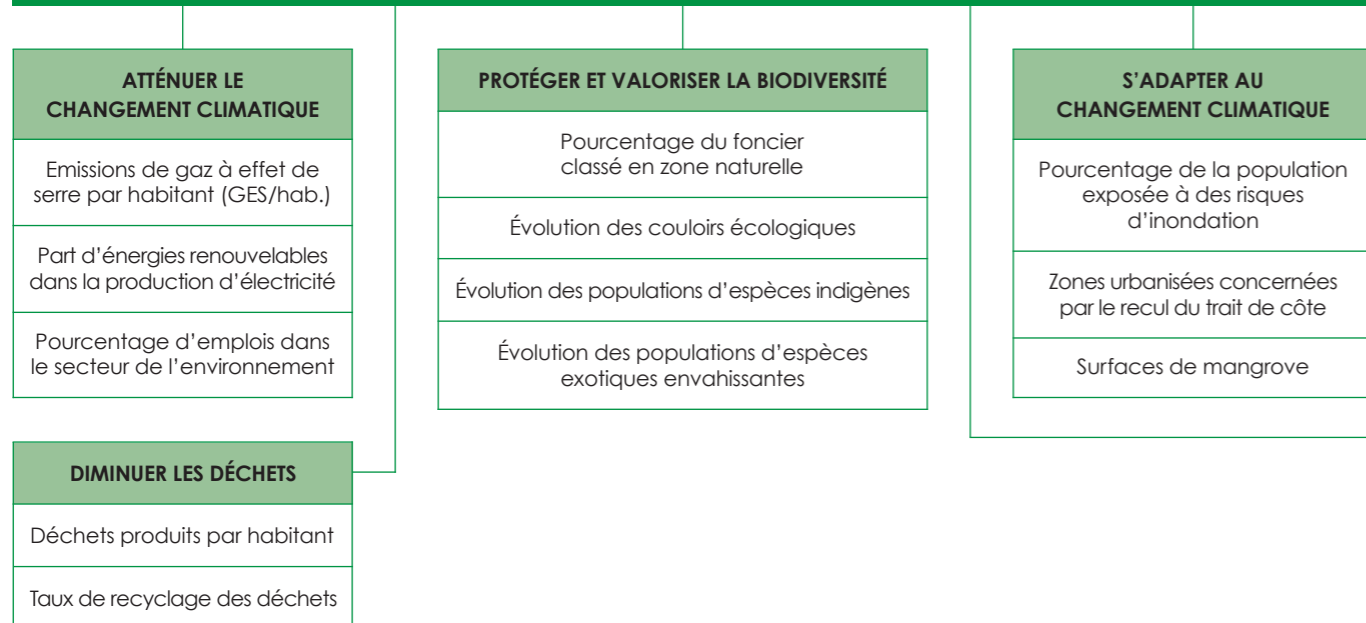 ATTÉNUER LE
CHANGEMENT CLIMATIQUE
Emissions de gaz à effet de
serre par habitant (GES/hab.)
Part d’énergies renouvelables
dans la production d’électricité
Pourcentage d’emplois dans
le secteur de l’environnement
DIMINUER LES DÉCHETS
Déchets produits par habitant
Taux de recyclage des déchets
PROTÉGER ET VALORISER LA BIODIVERSITÉ
Pourcentage du foncier
classé en zone naturelle
Évolution des couloirs écologiques
Évolution des populations d’espèces indigènes
Évolution des populations d’espèces
exotiques envahissantes
S’ADAPTER AU
CHANGEMENT CLIMATIQUE
Pourcentage de la population
exposée à des risques
d’inondation
Zones urbanisées concernées
par le recul du trait de côte
Surfaces de mangrove